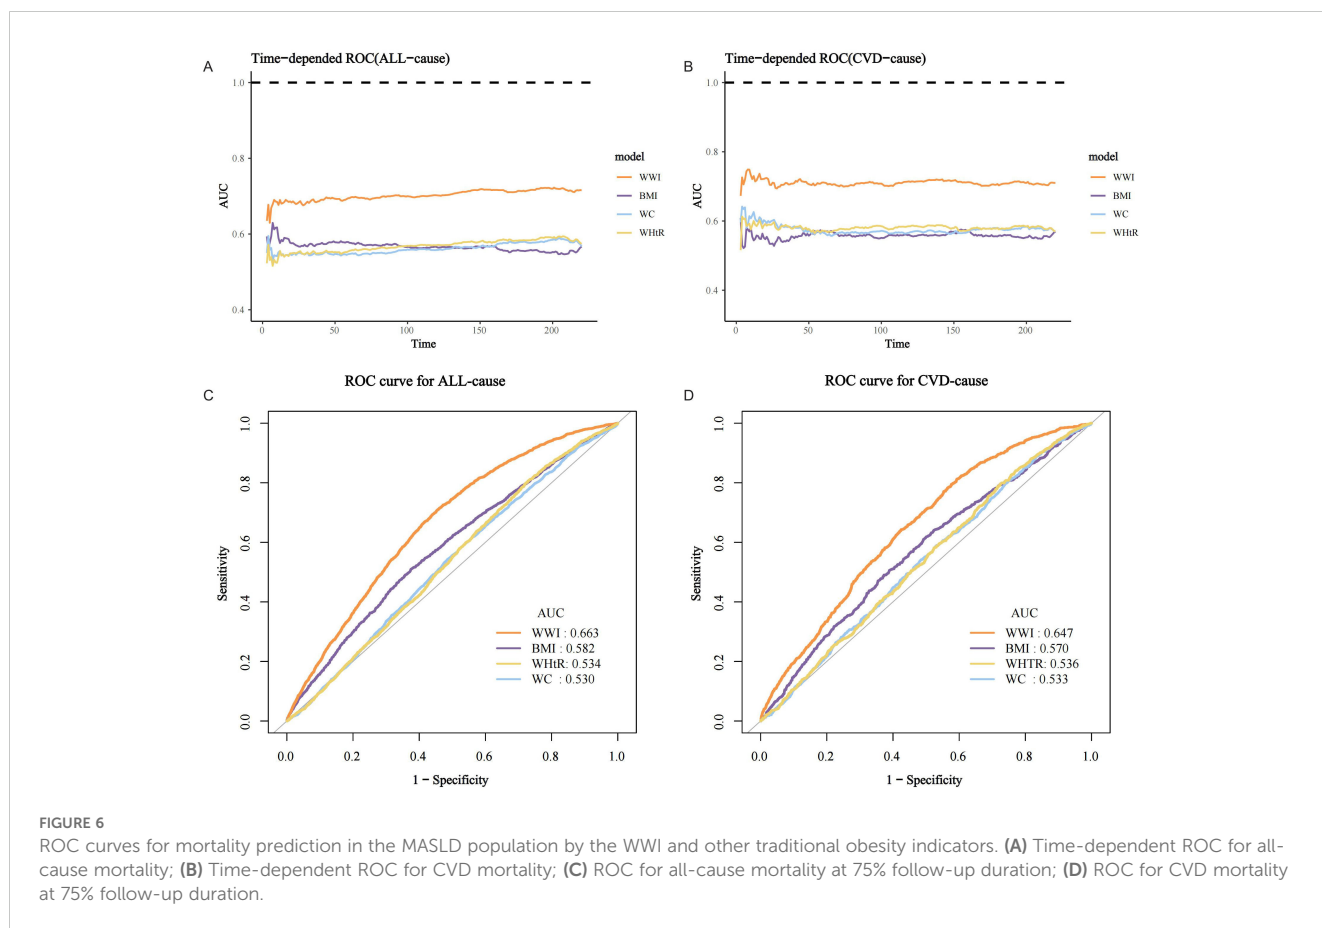 A
Time-depended ROC(ALL-cause)
1.0
0.8
0.6
0.4
AUC
0
50
100
150
200
Time
model
WWI
BMI
WC
WHtR
B
Time-depended ROC(CVD-cause)
1.0
0.8
0.6
0.4
AUC
0
50
100
150
200
Time
model
WWI
BMI
WC
WHtR
C
ROC curve for ALL-cause
1.0
0.8
0.6
0.4
0.2
0.0
Sensitivity
AUC
WWI : 0.663
BMI : 0.582
WHtR: 0.534
WC : 0.530
0.0
0.2
0.4
0.6
0.8
1.0
1 - Specificity
D
ROC curve for CVD-cause
1.0
0.8
0.6
0.4
0.2
0.0
Sensitivity
AUC
WWI : 0.647
BMI : 0.570
WHTR: 0.536
WC : 0.533
0.0
0.2
0.4
0.6
0.8
1.0
1 - Specificity
FIGURE 6
ROC curves for mortality prediction in the MASLD population by the WWI and other traditional obesity indicators. (A) Time-dependent ROC for all-
cause mortality; (B) Time-dependent ROC for CVD mortality; (C) ROC for all-cause mortality at 75% follow-up duration; (D) ROC for CVD mortality
at 75% follow-up duration.